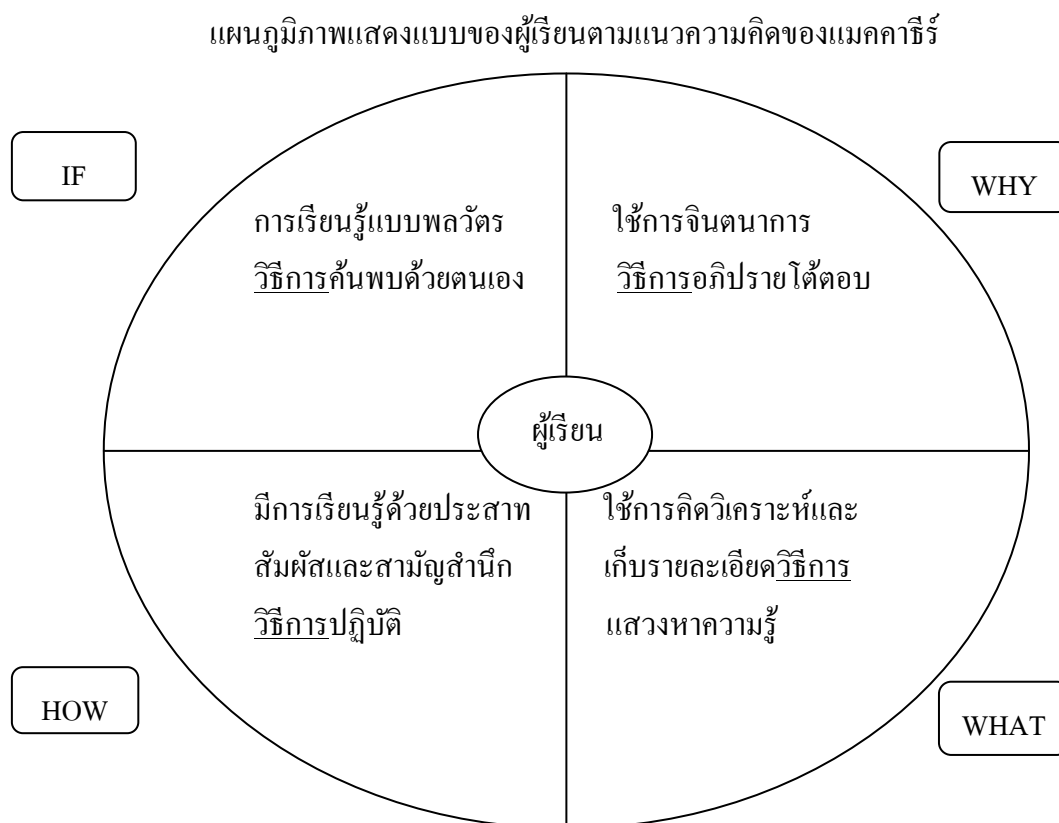 แผนภูมิภาพแสดงแบบของผู้เรียนตามแนวความคิดของแมคคาธีร์
IF
WHY
การเรียนรู้แบบพลวัตร
วิธีการค้นพบด้วยตนเอง
ใช้การจินตนาการ
วิธีการอภิปรายโต้ตอบ
ผู้เรียน
มีการเรียนรู้ด้วยประสาท
สัมผัสและสามัญสำนึก
วิธีการปฏิบัติ
ใช้การคิดวิเคราะห์และ
เก็บรายละเอียดวิธีการ
แสวงหาความรู้
HOW
WHAT